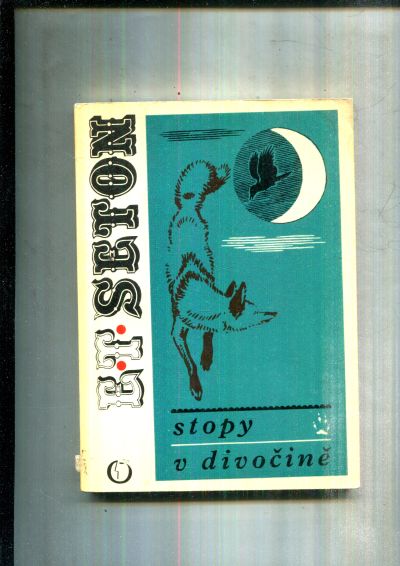 E.T. SETON
stopy
v divočině